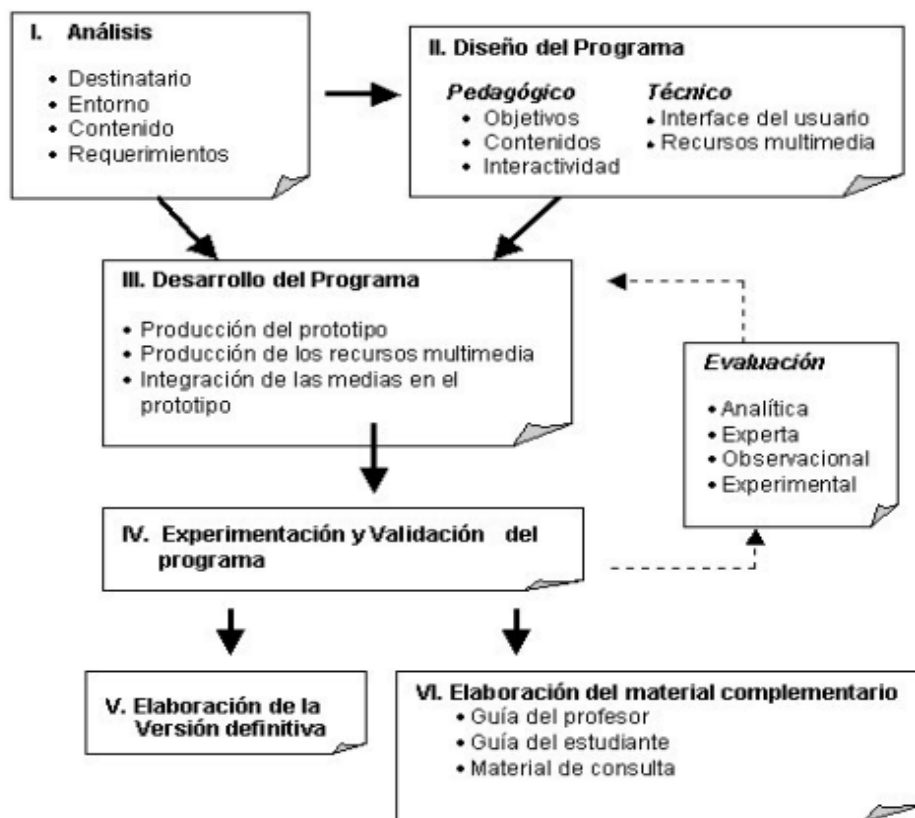 I. Análisis
• Destinatario
• Entorno
• Contenido
• Requerimientos
II. Diseño del Programa
Pedagógico
• Objetivos
• Contenidos
• Interactividad
Técnico
• Interface del usuario
• Recursos multimedia
III. Desarrollo del Programa
• Producción del prototipo
• Producción de los recursos multimedia
• Integración de las medias en el
prototipo
Evaluación
• Analítica
• Experta
• Observacional
• Experimental
IV. Experimentación y Validación del
programa
V. Elaboración de la
Versión definitiva
VI. Elaboración del material complementario
• Guía del profesor
• Guía del estudiante
• Material de consulta